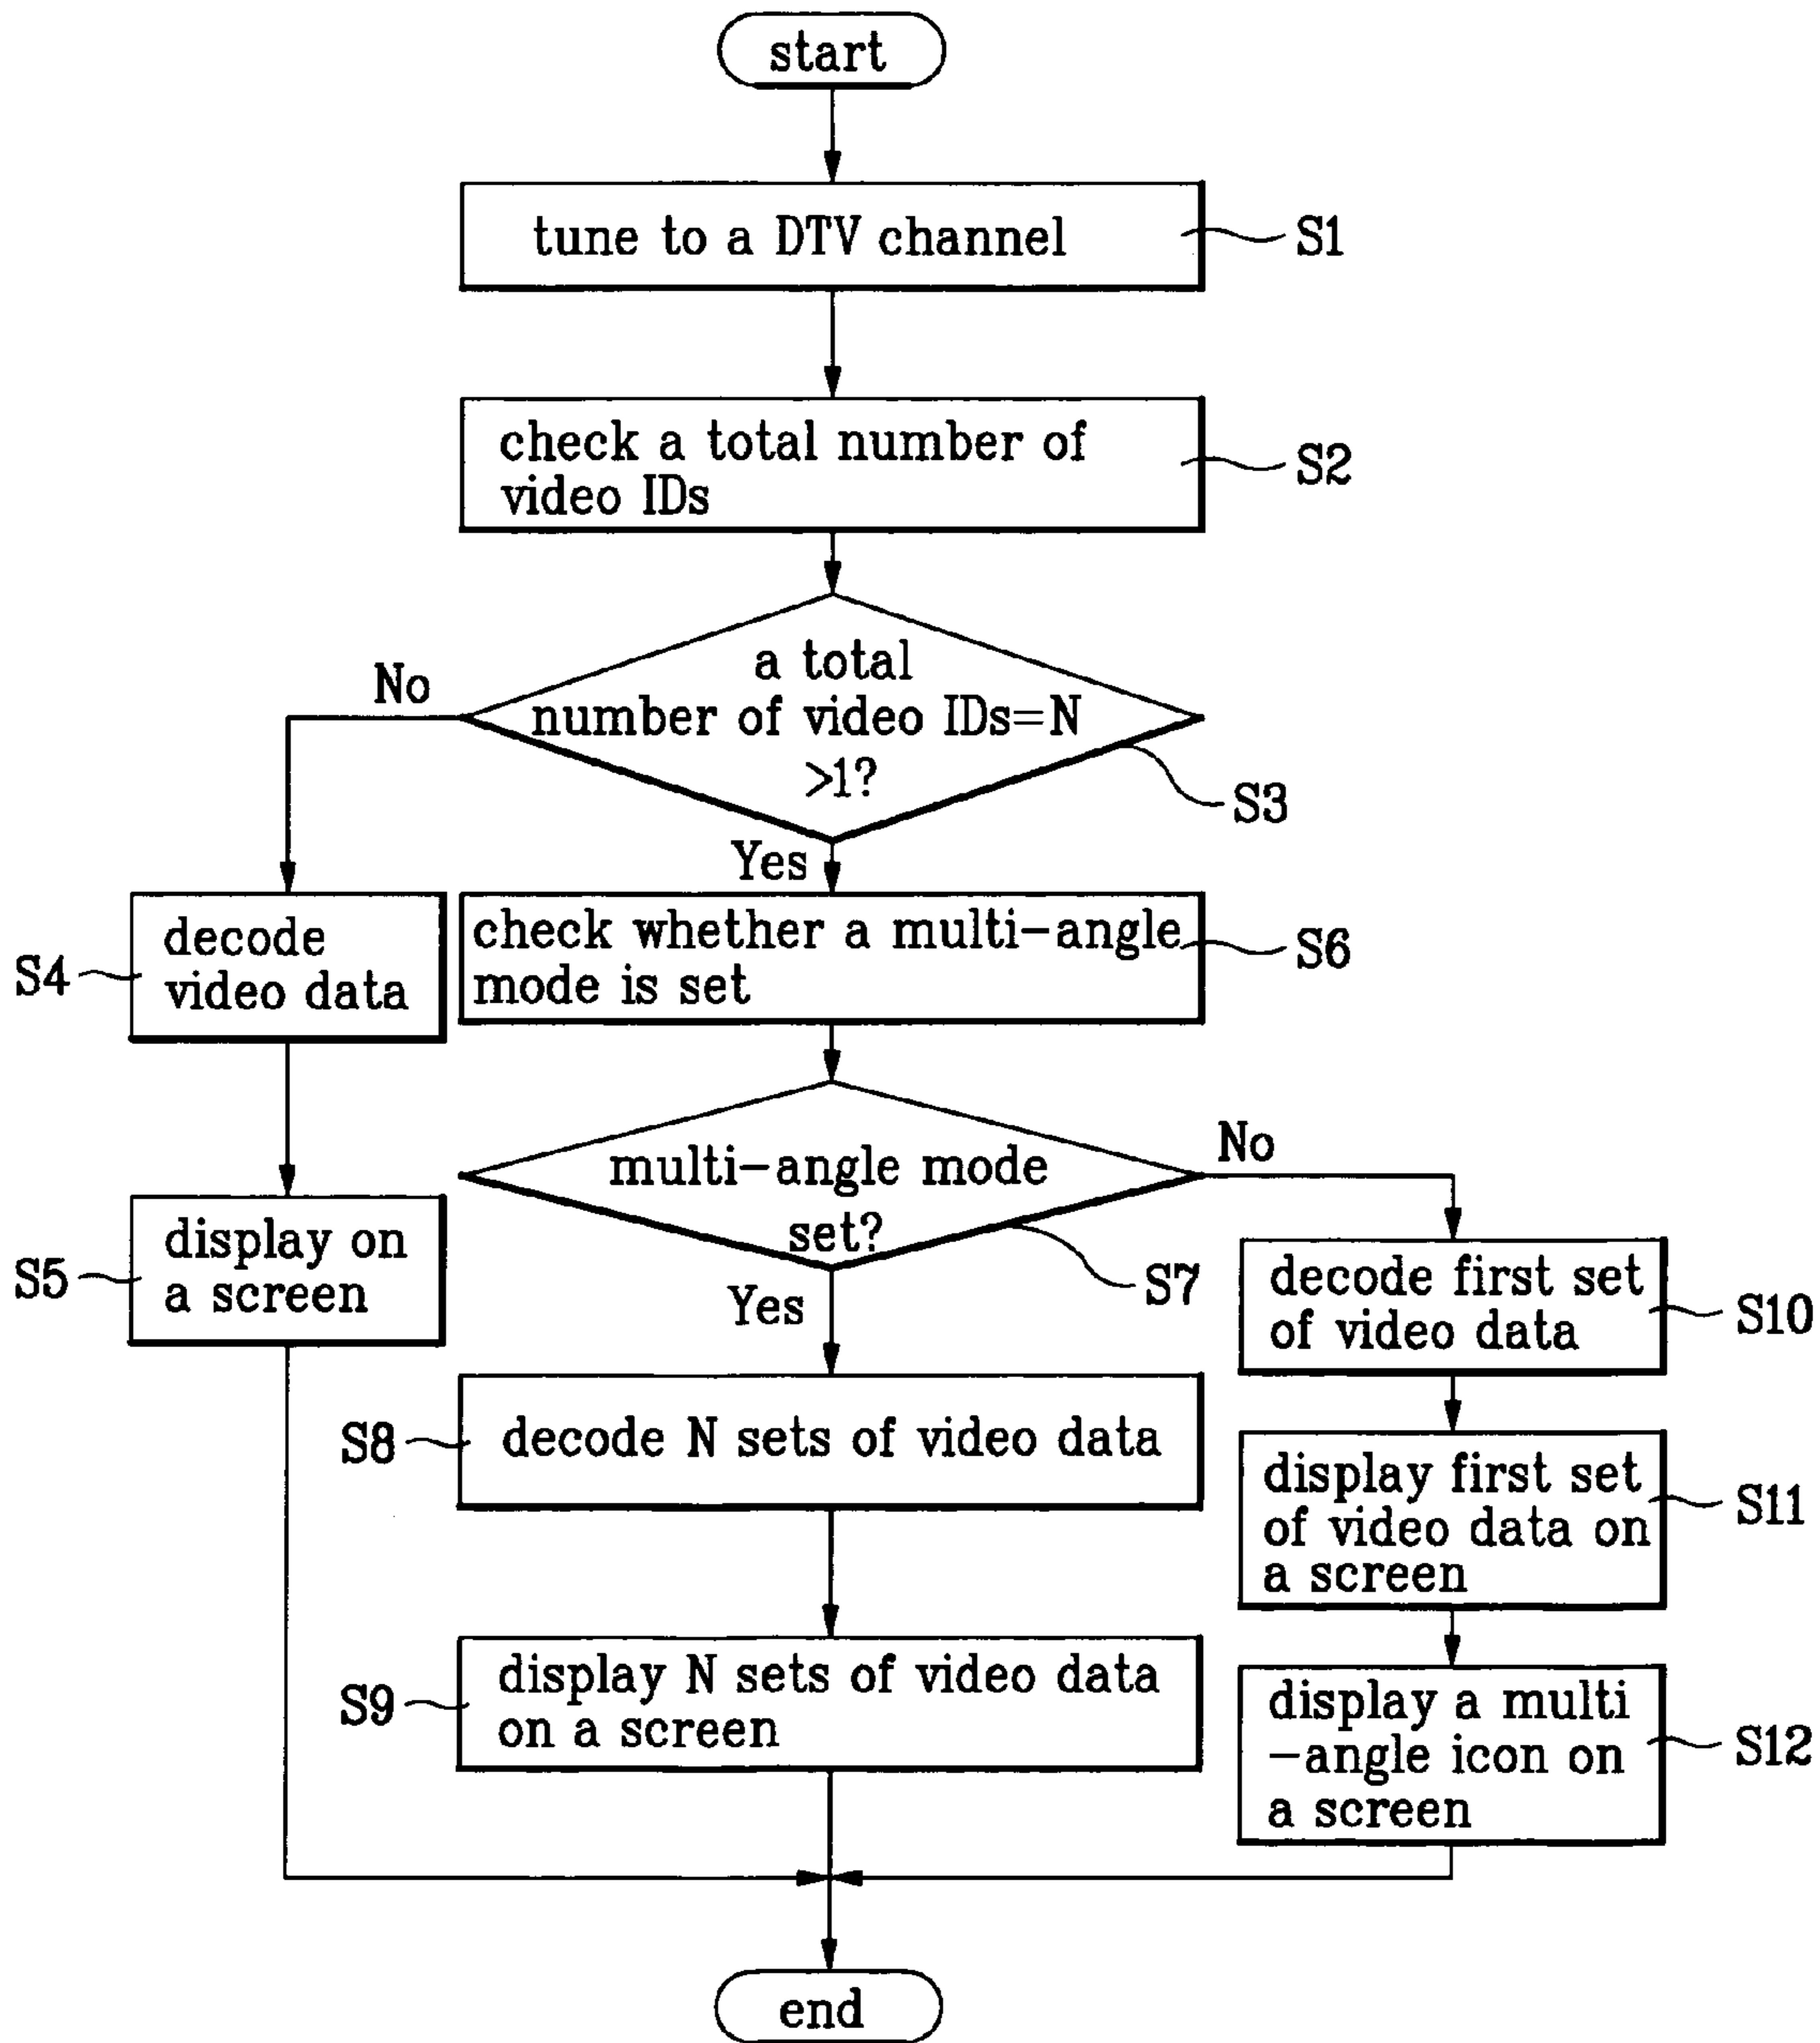 start
tune to a DTV channel
S1
check a total number of
video IDs
S2
a total
number of video IDs=N
>1?
S3
No
Yes
decode
video data
S4
check whether a multi-angle
mode is set
S6
display on
a screen
S5
multi-angle mode
set?
S7
No
Yes
decode N sets of video data
S8
display N sets of video data
on a screen
S9
decode first set
of video data
S10
display first set
of video data on
a screen
S11
display a multi
-angle icon on
a screen
S12
end